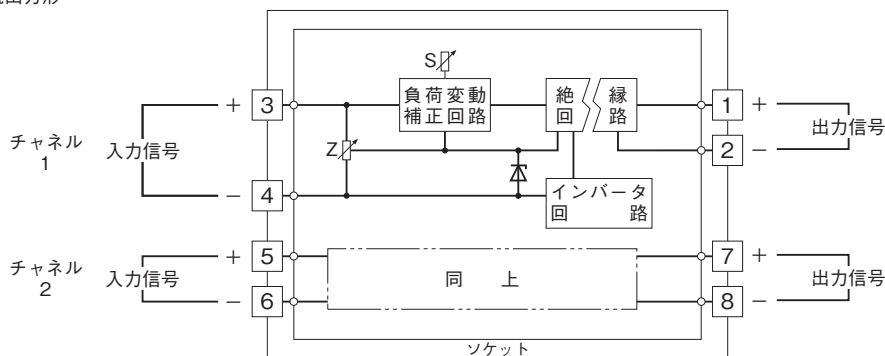 S
負荷変動
補正回路
絶 縁
回 路
Z
インバータ
回 路
チャネル
1
入力信号
+
3
−
4
1
+
2
−
出力信号
チャネル
2
入力信号
+
5
−
6
同 上
7
+
8
−
出力信号
ソケット